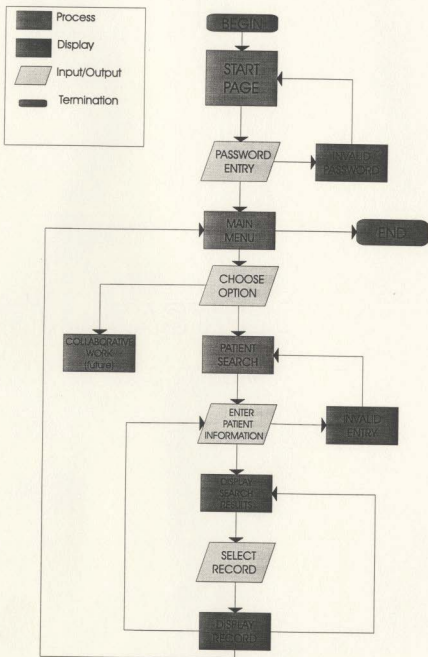 Process
Display
Input/Output
Termination
BEGIN
START
PAGE
PASSWORD
ENTRY
INVALID
PASSWORD
MAIN
MENU
END
CHOOSE
OPTION
COLLABORATIVE
WORK
(future)
PATIENT
SEARCH
ENTER
PATIENT
INFORMATION
INVALID
ENTRY
DISPLAY
SEARCH
RESULTS
SELECT
RECORD
DISPLAY
RECORD